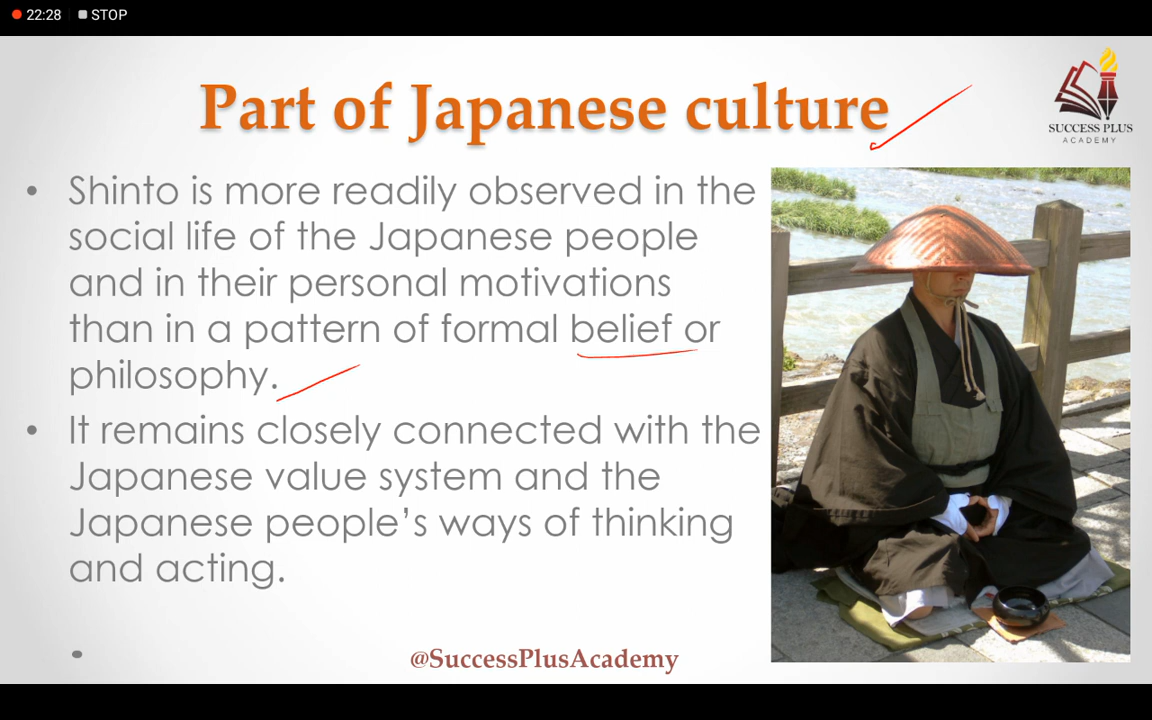 22:28 STOP
Part of Japanese culture
SUCCESS PLUS
ACADEMY
• Shinto is more readily observed in the
social life of the Japanese people
and in their personal motivations
than in a pattern of formal belief or
philosophy.
• It remains closely connected with the
Japanese value system and the
Japanese people’s ways of thinking
and acting.
•
@SuccessPlusAcademy